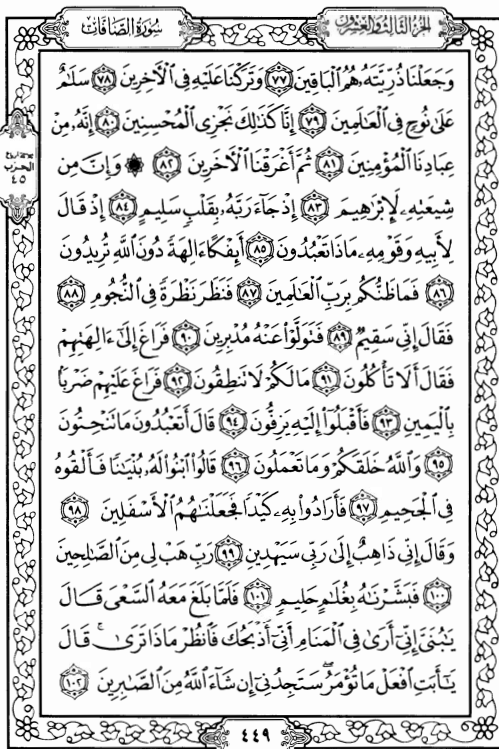 الجزء الثالث والعشرون
سورة الصافات
وَجَعَلْنَا ذُرِّيَّتَهُۥ هُمُ ٱلْبَاقِينَ ٧٧ وَتَرَكْنَا عَلَيْهِ فِى ٱلْأَخِرِينَ ٧٨ سَلَٰمٌ
عَلَىٰ نُوحٍ فِى ٱلْعَٰلَمِينَ ٧٩ إِنَّا كَذَٰلِكَ نَجْزِى ٱلْمُحْسِنِينَ ٨٠ إِنَّهُۥ مِنْ
عِبَادِنَا ٱلْمُؤْمِنِينَ ٨١ ثُمَّ أَغْرَقْنَا ٱلْأَخَرِينَ ٨٢ ۞ وَإِنَّ مِن
شِيعَتِهِۦ لَإِبْرَٰهِيمَ ٨٣ إِذْ جَآءَ رَبَّهُۥ بِقَلْبٍ سَلِيمٍ ٨٤ إِذْ قَالَ
لِأَبِيهِ وَقَوْمِهِۦ مَاذَا تَعْبُدُونَ ٨٥ أَئِفْكًا ءَالِهَةً دُونَ ٱللَّهِ تُرِيدُونَ
٨٦ فَمَا ظَنُّكُم بِرَبِّ ٱلْعَٰلَمِينَ ٨٧ فَنَظَرَ نَظْرَةً فِى ٱلنُّجُومِ ٨٨
فَقَالَ إِنِّى سَقِيمٌ ٨٩ فَتَوَلَّوْا۟ عَنْهُ مُدْبِرِينَ ٩٠ فَرَاغَ إِلَىٰٓ ءَالِهَتِهِمْ
فَقَالَ أَلَا تَأْكُلُونَ ٩١ مَا لَكُمْ لَا تَنطِقُونَ ٩٢ فَرَاغَ عَلَيْهِمْ ضَرْبًۢا
بِٱلْيَمِينِ ٩٣ فَأَقْبَلُوٓا۟ إِلَيْهِ يَزِفُّونَ ٩٤ قَالَ أَتَعْبُدُونَ مَا تَنْحِتُونَ
٩٥ وَٱللَّهُ خَلَقَكُمْ وَمَا تَعْمَلُونَ ٩٦ قَالُوا۟ ٱبْنُوا۟ لَهُۥ بُنْيَٰنًا فَأَلْقُوهُ
فِى ٱلْجَحِيمِ ٩٧ فَأَرَادُوا۟ بِهِۦ كَيْدًا فَجَعَلْنَٰهُمُ ٱلْأَسْفَلِينَ ٩٨
وَقَالَ إِنِّى ذَاهِبٌ إِلَىٰ رَبِّى سَيَهْدِينِ ٩٩ رَبِّ هَبْ لِى مِنَ ٱلصَّٰلِحِينَ
١٠٠ فَبَشَّرْنَٰهُ بِغُلَٰمٍ حَلِيمٍ ١٠١ فَلَمَّا بَلَغَ مَعَهُ ٱلسَّعْىَ قَالَ
يَٰبُنَىَّ إِنِّىٓ أَرَىٰ فِى ٱلْمَنَامِ أَنِّىٓ أَذْبَحُكَ فَٱنظُرْ مَاذَا تَرَىٰ ۚ قَالَ
يَٰٓأَبَتِ ٱفْعَلْ مَا تُؤْمَرُ ۖ سَتَجِدُنِىٓ إِن شَآءَ ٱللَّهُ مِنَ ٱلصَّٰبِرِينَ ١٠٢
الحزب
٤٥
٤٤٩